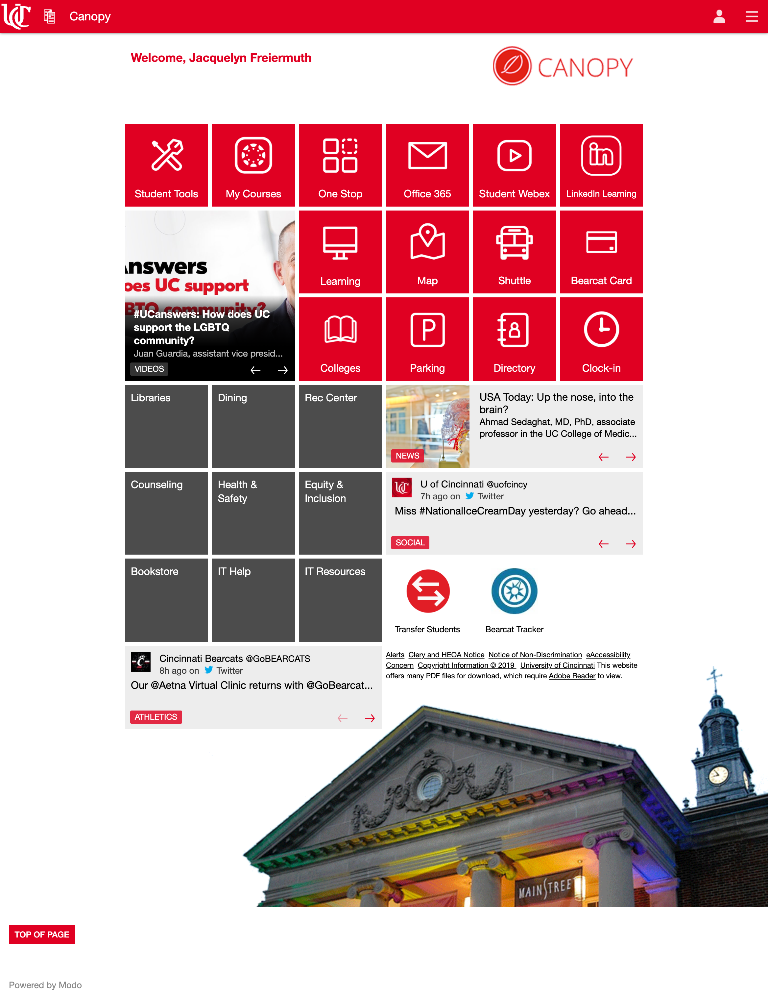 Canopy
Welcome, Jacquelyn Freiermuth
CANOPY
Student Tools
My Courses
One Stop
Office 365
Student Webex
LinkedIn Learning
Answers
oes UC support
BTQ community?
#UCanswers: How does UC
support the LGBTQ
community?
Juan Guardia, assistant vice presid...
VIDEOS
Learning
Map
Shuttle
Bearcat Card
Colleges
Parking
Directory
Clock-in
Libraries
Dining
Rec Center
USA Today: Up the nose, into the
brain?
Ahmad Sedaghat, MD, PhD, associate
professor in the UC College of Medic...
NEWS
Counseling
Health &
Safety
Equity &
Inclusion
U of Cincinnati @uofcincy
7h ago on Twitter
Miss #NationalIceCreamDay yesterday? Go ahead...
SOCIAL
Bookstore
IT Help
IT Resources
Transfer Students
Bearcat Tracker
Cincinnati Bearcats @GoBEARCATS
8h ago on Twitter
Our @Aetna Virtual Clinic returns with @GoBearcat...
ATHLETICS
Alerts Clery and HEOA Notice Notice of Non-Discrimination eAccessibility
Concern Copyright Information © 2019 University of Cincinnati This website
offers many PDF files for download, which require Adobe Reader to view.
MAINSTREET
TOP OF PAGE
Powered by Modo